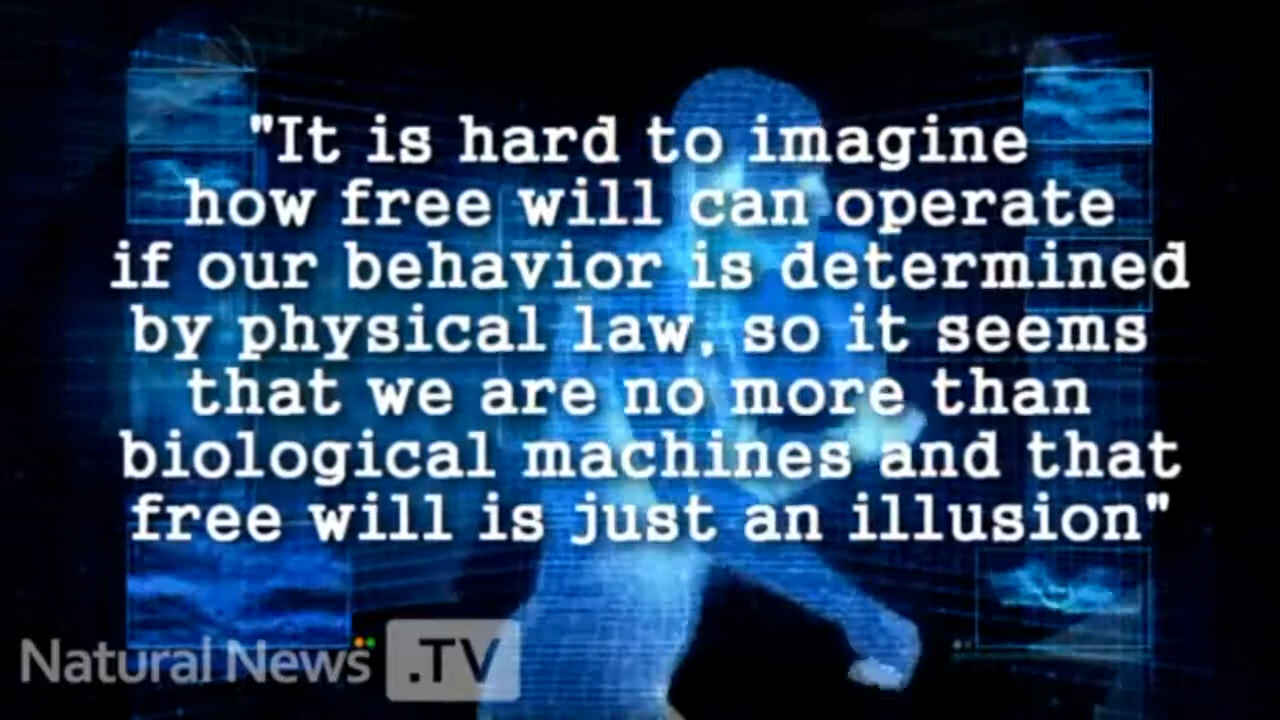 "It is hard to imagine
how free will can operate
if our behavior is determined
by physical law, so it seems
that we are no more than
biological machines and that
free will is just an illusion"
Natural News .TV